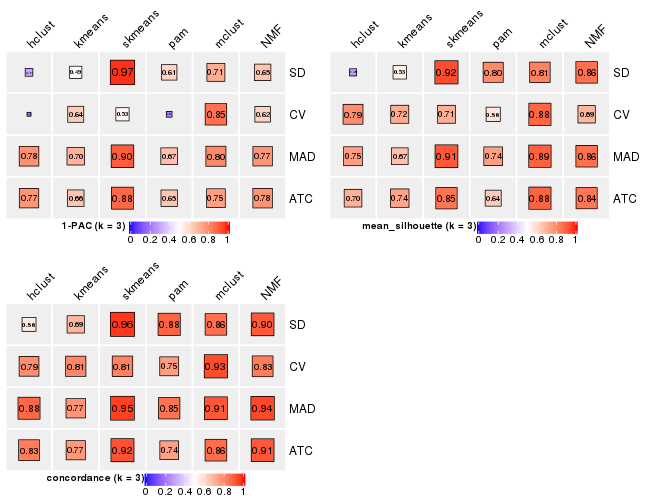 hclust kmeans skmeans pam mclust NMF
0.49 0.97 0.61 0.71 0.65 SD
0.64 0.53 0.85 0.62 CV
0.78 0.70 0.90 0.67 0.80 0.77 MAD
0.77 0.66 0.88 0.65 0.75 0.78 ATC
1-PAC (k = 3)
0 0.2 0.4 0.6 0.8 1
hclust kmeans skmeans pam mclust NMF
0.53 0.92 0.80 0.81 0.86 SD
0.79 0.72 0.71 0.56 0.88 0.69 CV
0.75 0.67 0.91 0.74 0.89 0.86 MAD
0.70 0.74 0.85 0.64 0.88 0.84 ATC
mean_silhouette (k = 3)
0 0.2 0.4 0.6 0.8 1
hclust kmeans skmeans pam mclust NMF
0.56 0.69 0.96 0.88 0.86 0.90 SD
0.79 0.81 0.81 0.75 0.93 0.83 CV
0.88 0.77 0.95 0.85 0.91 0.94 MAD
0.83 0.77 0.92 0.74 0.86 0.91 ATC
concordance (k = 3)
0 0.2 0.4 0.6 0.8 1